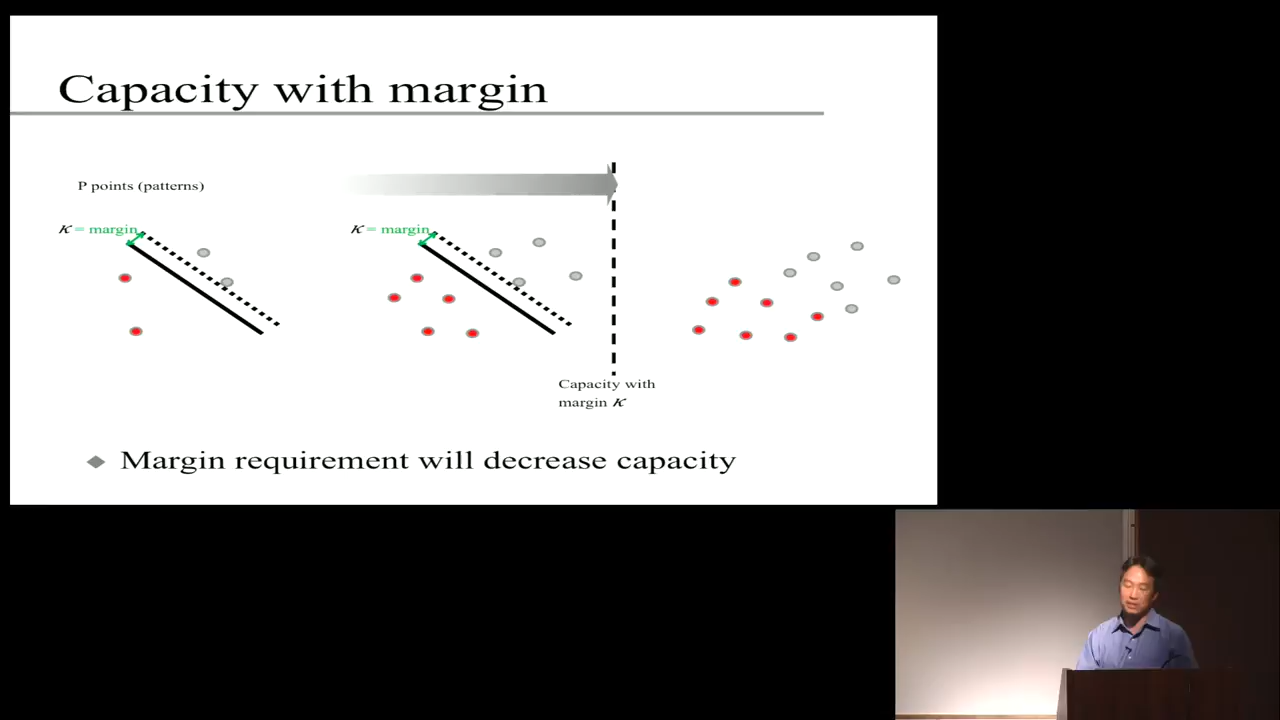 Capacity with margin
P points (patterns)
κ = margin
κ = margin
Capacity with
margin κ
Margin requirement will decrease capacity